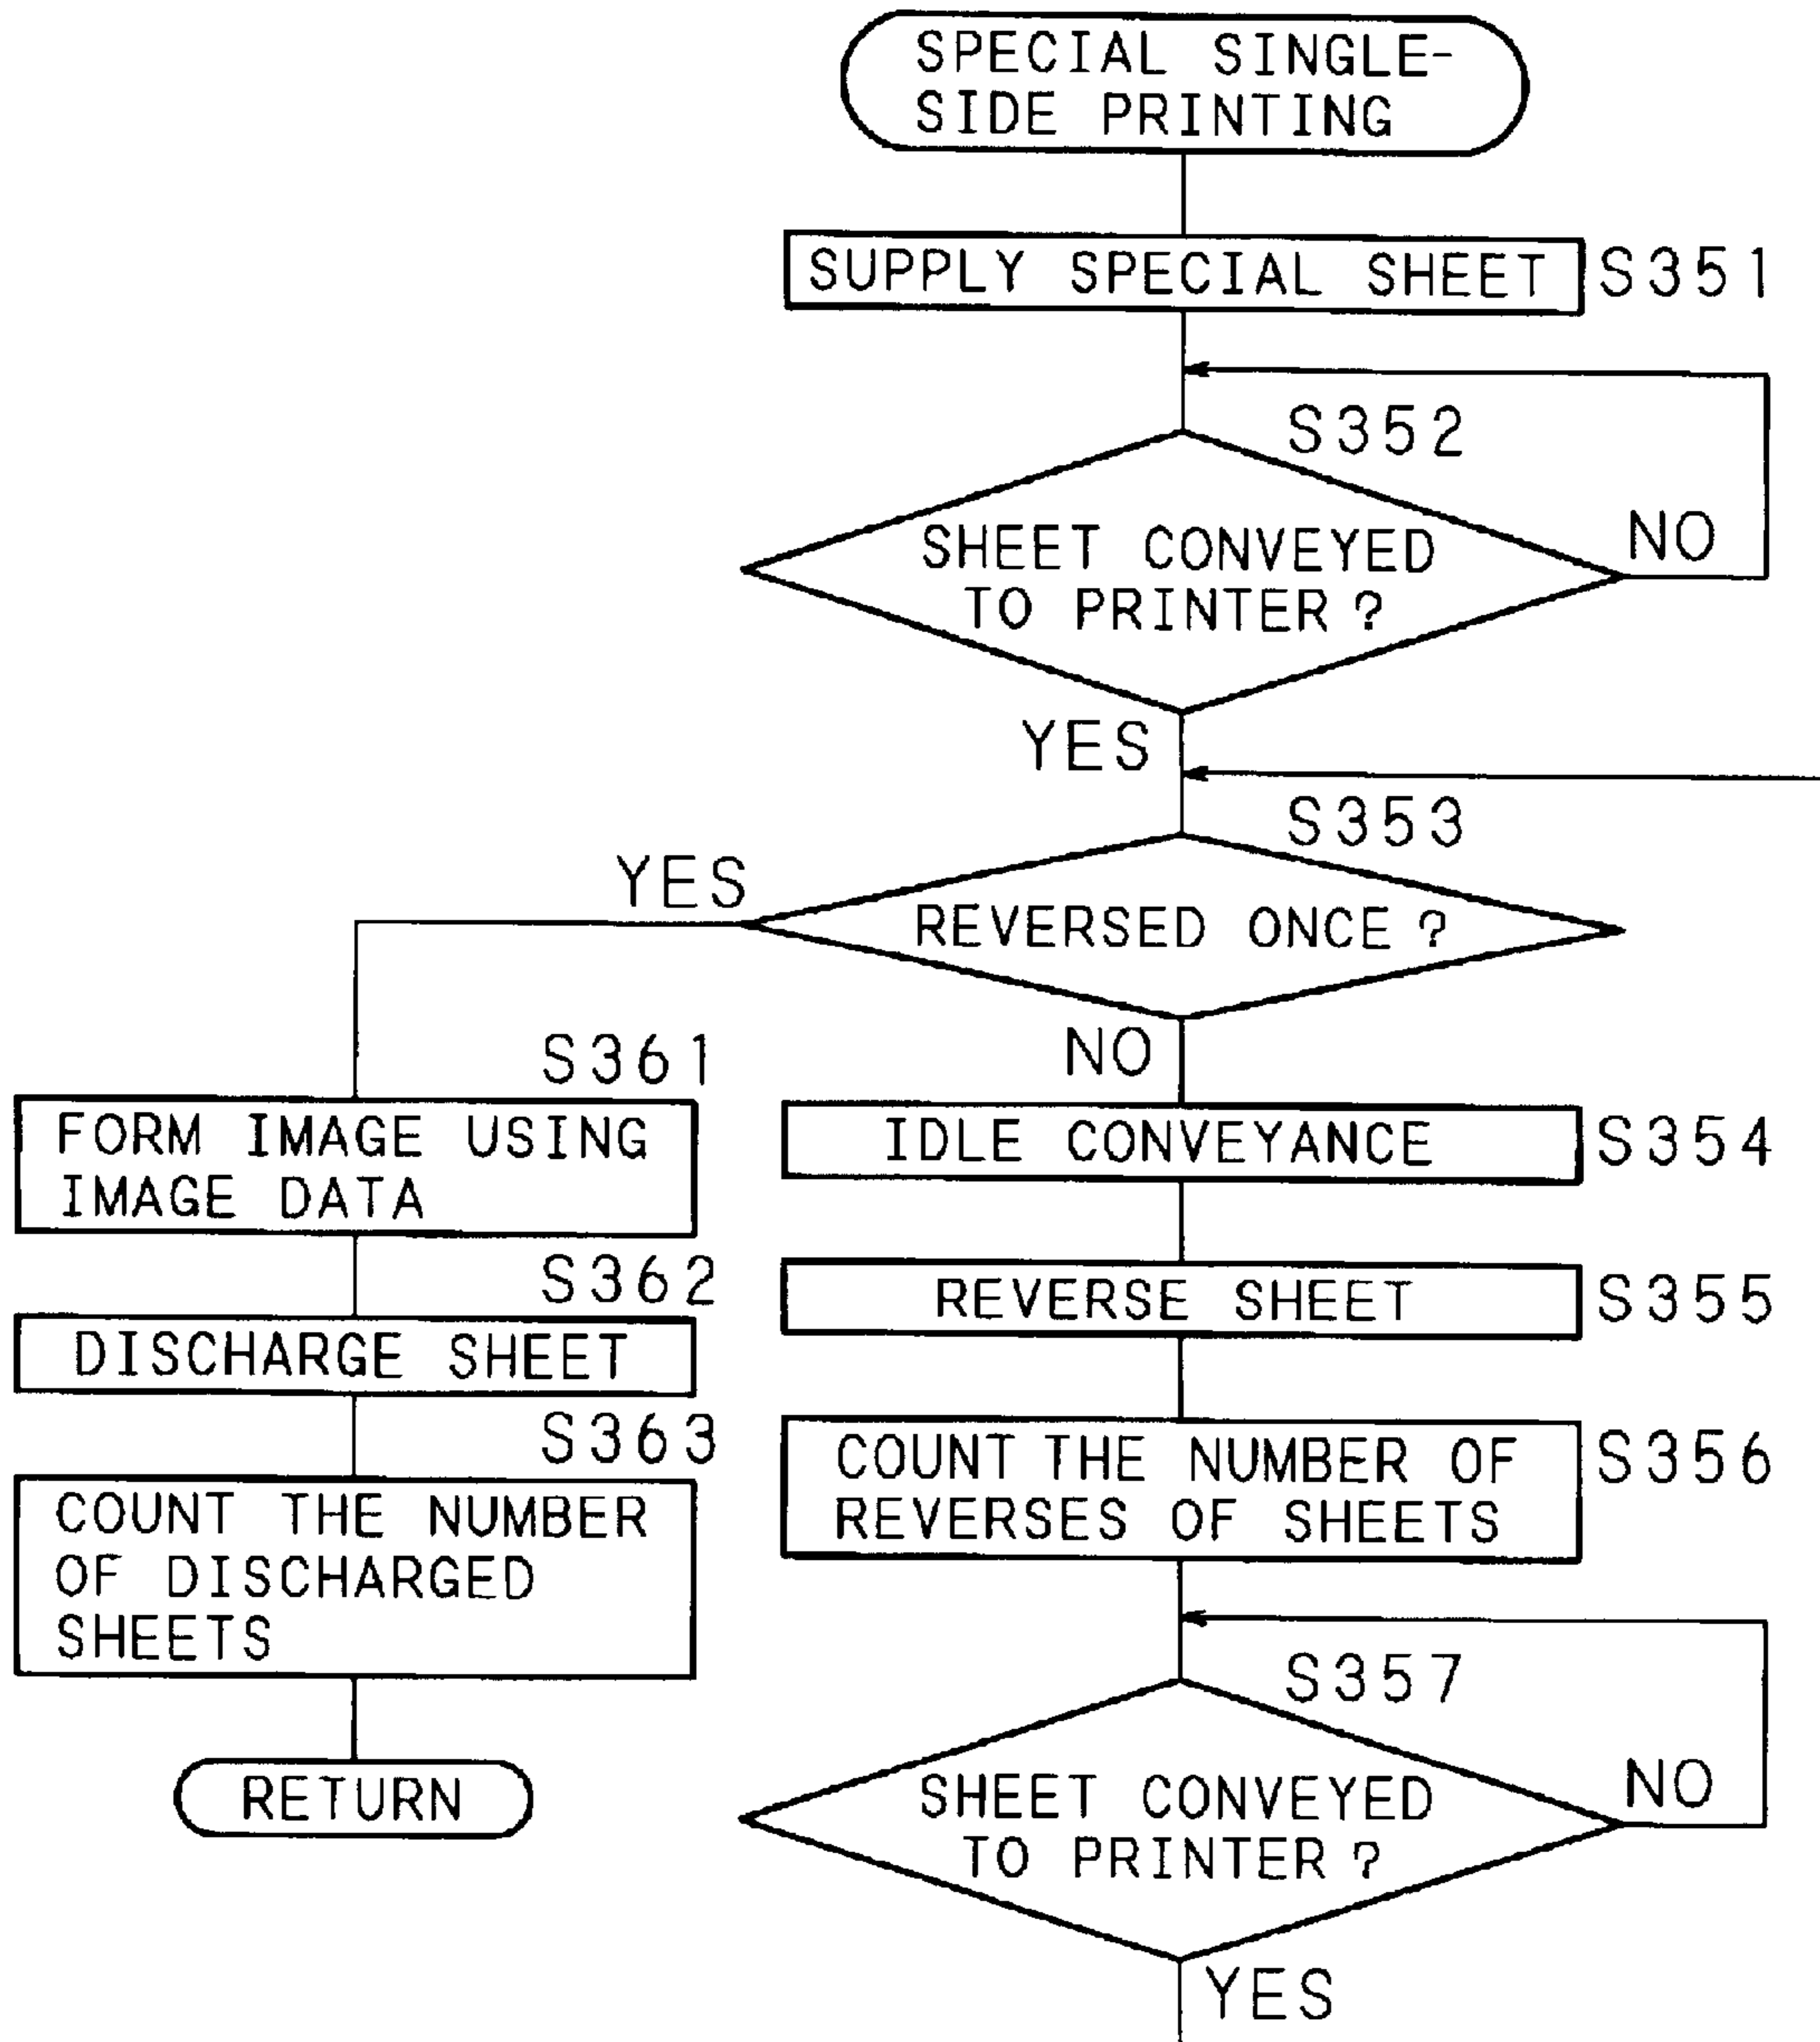 SPECIAL SINGLE-
SIDE PRINTING
SUPPLY SPECIAL SHEET
S351
S352
SHEET CONVEYED
TO PRINTER?
NO
YES
S353
YES
REVERSED ONCE?
NO
S361
FORM IMAGE USING
IMAGE DATA
S362
DISCHARGE SHEET
S363
COUNT THE NUMBER
OF DISCHARGED
SHEETS
RETURN
IDLE CONVEYANCE
S354
REVERSE SHEET
S355
COUNT THE NUMBER OF
REVERSES OF SHEETS
S356
S357
SHEET CONVEYED
TO PRINTER?
NO
YES